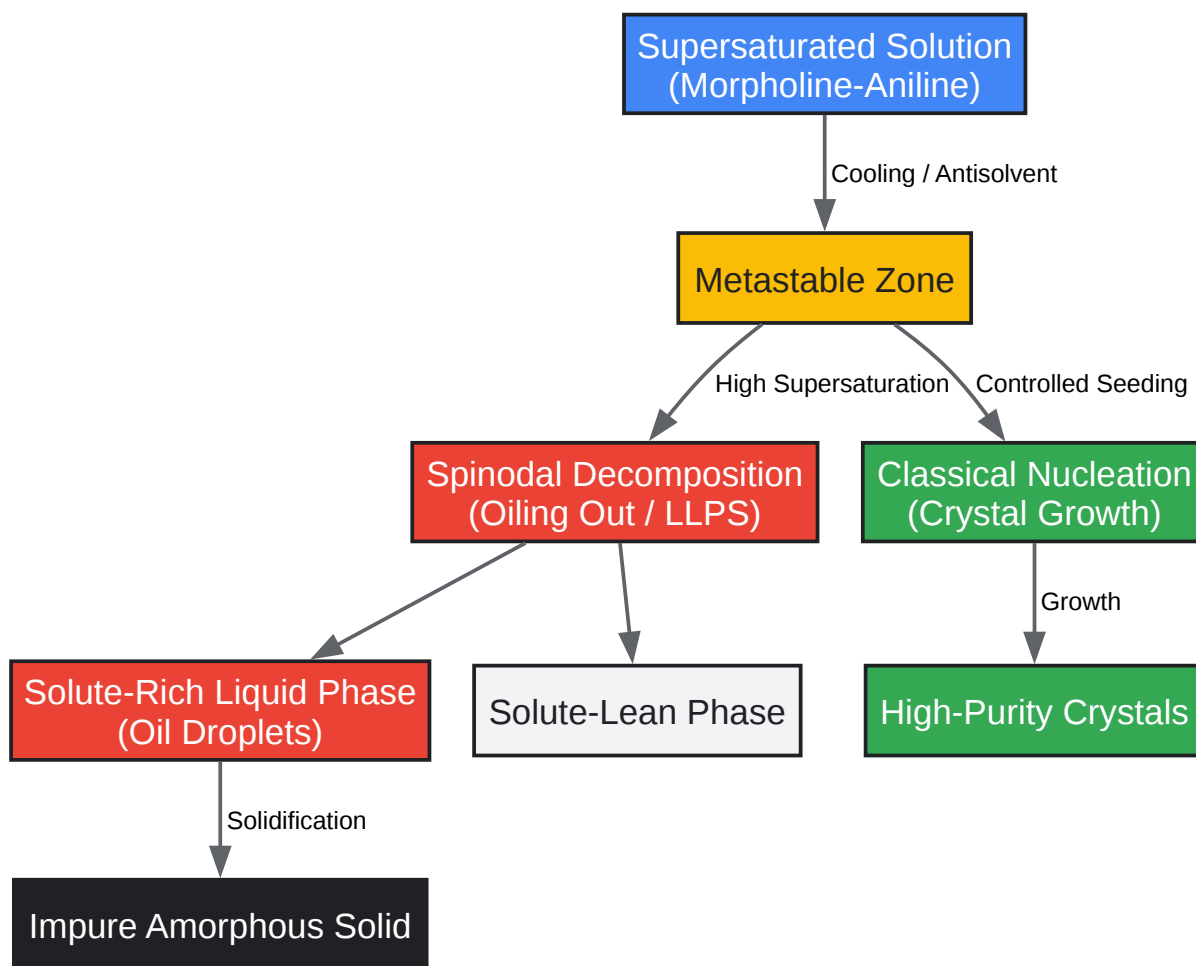 Supersaturated Solution
(Morpholine-Aniline)
Cooling / Antisolvent
Metastable Zone
High Supersaturation
Controlled Seeding
Spinodal Decomposition
(Oiling Out / LLPS)
Classical Nucleation
(Crystal Growth)
Growth
Solute-Rich Liquid Phase
(Oil Droplets)
Solute-Lean Phase
High-Purity Crystals
Solidification
Impure Amorphous Solid